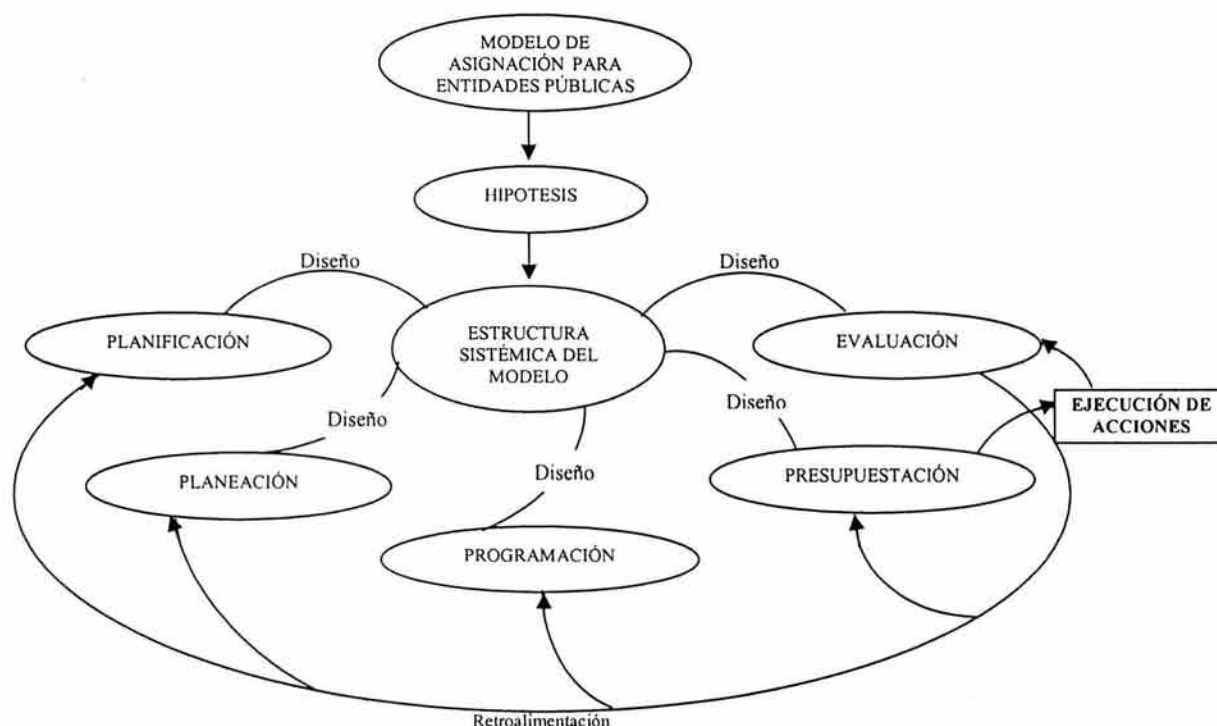 MODELO DE
ASIGNACIÓN PARA
ENTIDADES PÚBLICAS
HIPOTESIS
Diseño
Diseño
PLANIFICACIÓN
ESTRUCTURA
SISTÉMICA DEL
MODELO
EVALUACIÓN
Diseño
Diseño
EJECUCIÓN DE
ACCIONES
PLANEACIÓN
Diseño
PRESUPUESTACIÓN
PROGRAMACIÓN
Retroalimentación